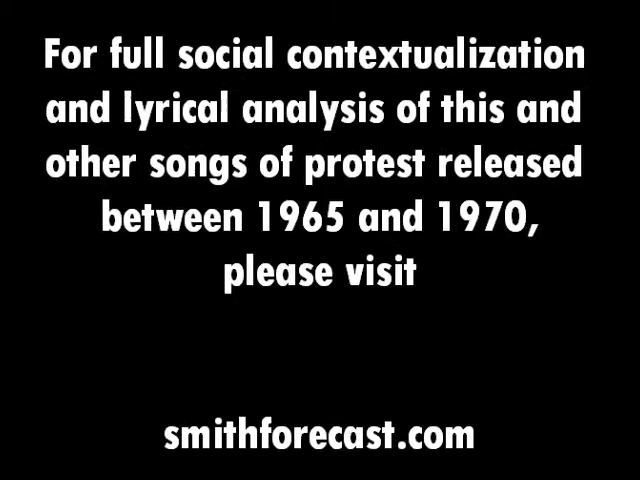 For full social contextualization
and lyrical analysis of this and
other songs of protest released
between 1965 and 1970,
please visit
smithforecast.com